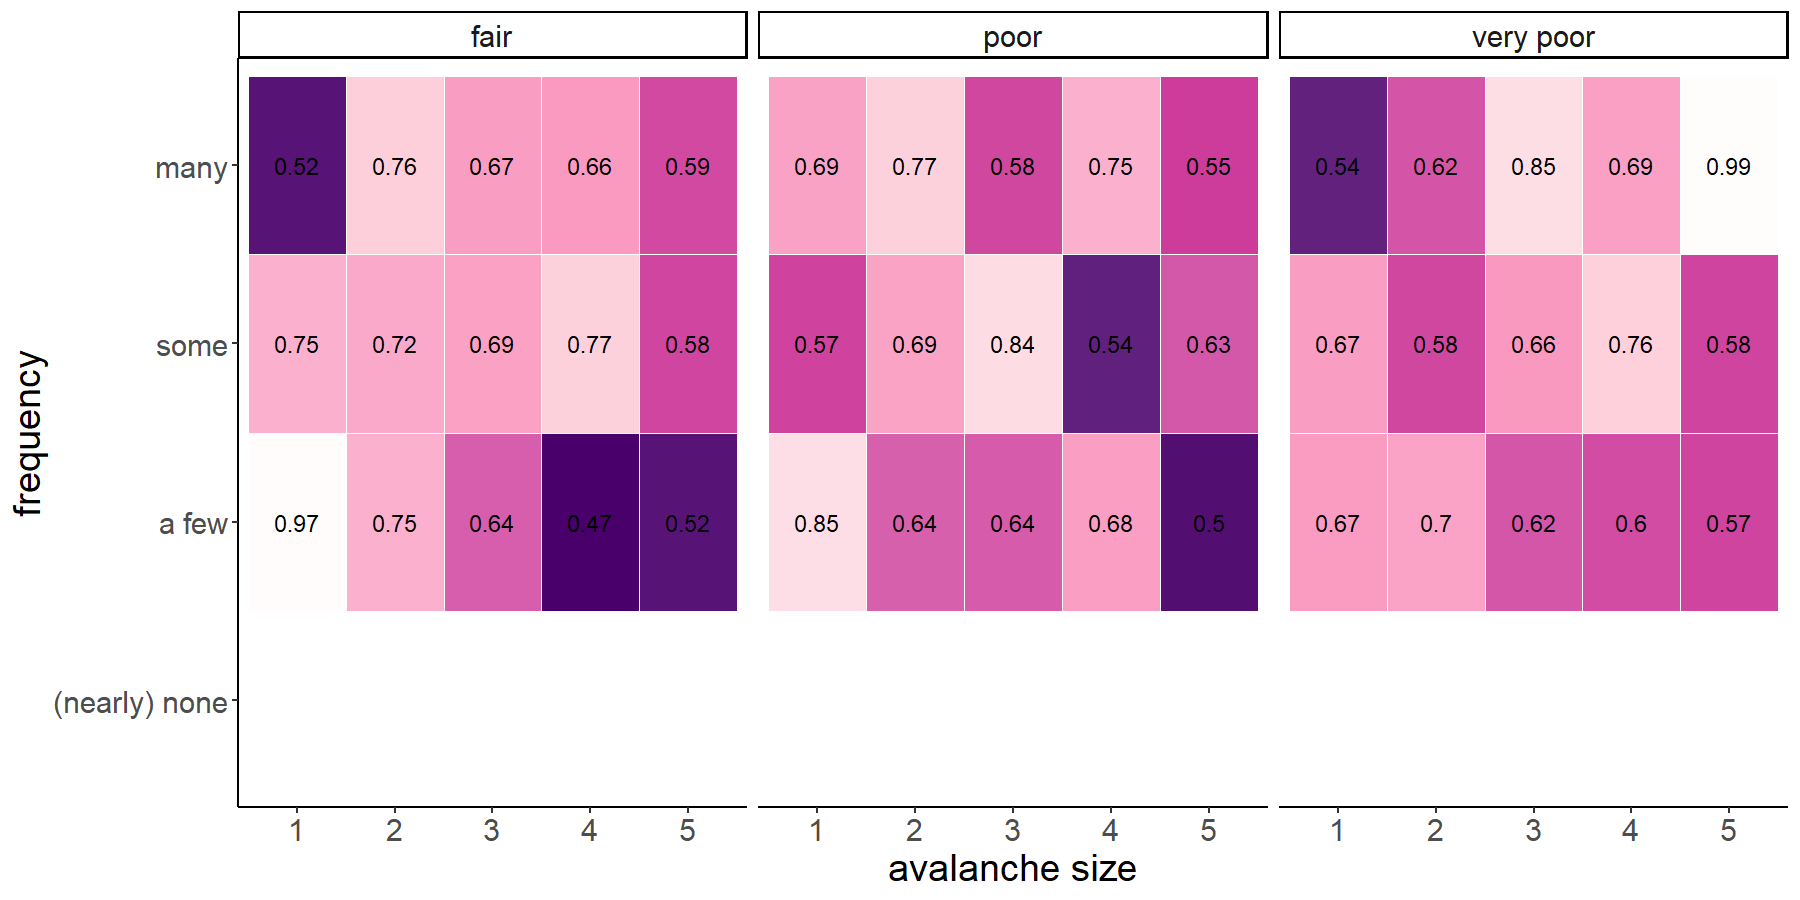 fair poor very poor
many 0.52 0.76 0.67 0.66 0.59 0.69 0.77 0.58 0.75 0.55 0.54 0.62 0.85 0.69 0.99
some 0.75 0.72 0.69 0.77 0.58 0.57 0.69 0.84 0.54 0.63 0.67 0.58 0.66 0.76 0.58
frequency
a few 0.97 0.75 0.64 0.47 0.52 0.85 0.64 0.64 0.68 0.5 0.67 0.7 0.62 0.6 0.57
(nearly) none
1 2 3 4 5 1 2 3 4 5 1 2 3 4 5
avalanche size